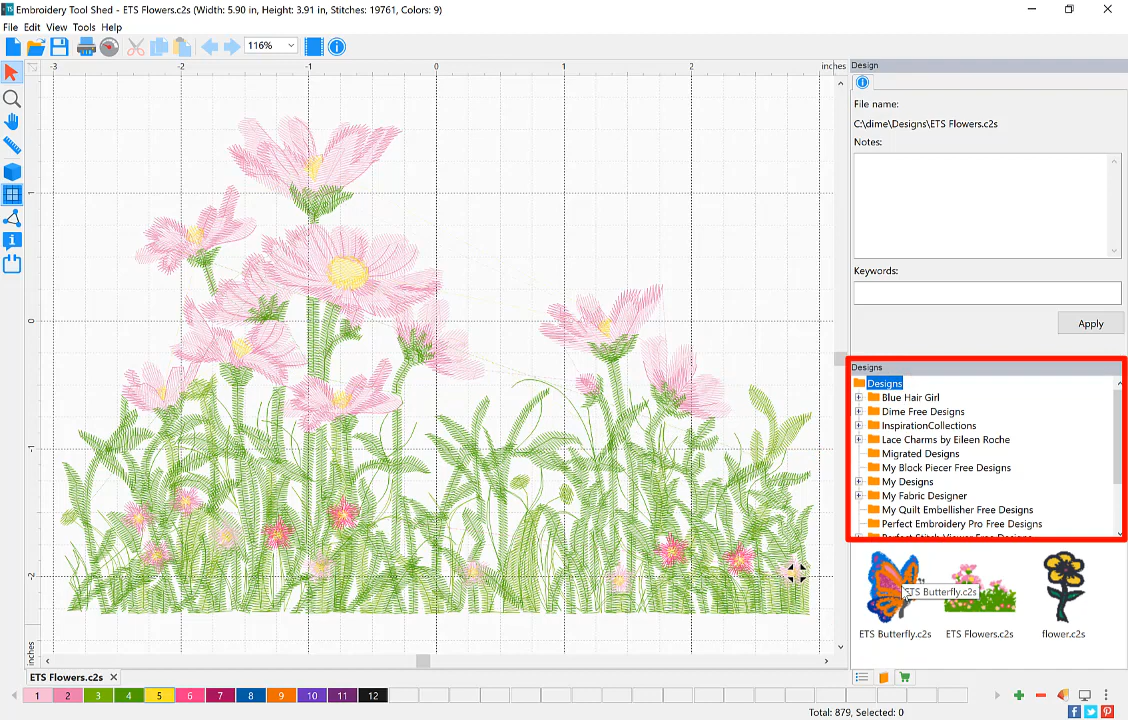 Embroidery Tool Shed - ETS Flowers.c2s (Width: 5.90 in, Height: 3.91 in, Stitches: 19761, Colors: 9)
File Edit View Tools Help
116%
-3 -2 -1 0 1 2 inches
1
0
-1
-2
inches
Design
File name:
C:\dime\Designs\ETS Flowers.c2s
Notes:
Keywords:
Apply
Designs
Designs
Blue Hair Girl
Dime Free Designs
InspirationCollections
Lace Charms by Eileen Roche
Migrated Designs
My Block Piecer Free Designs
My Designs
My Fabric Designer
My Quilt Embellisher Free Designs
Perfect Embroidery Pro Free Designs
Perfect Stitch Viewer Free Designs
ETS Butterfly.c2s
ETS Butterfly.c2s ETS Flowers.c2s flower.c2s
ETS Flowers.c2s
1 2 3 4 5 6 7 8 9 10 11 12
Total: 879, Selected: 0